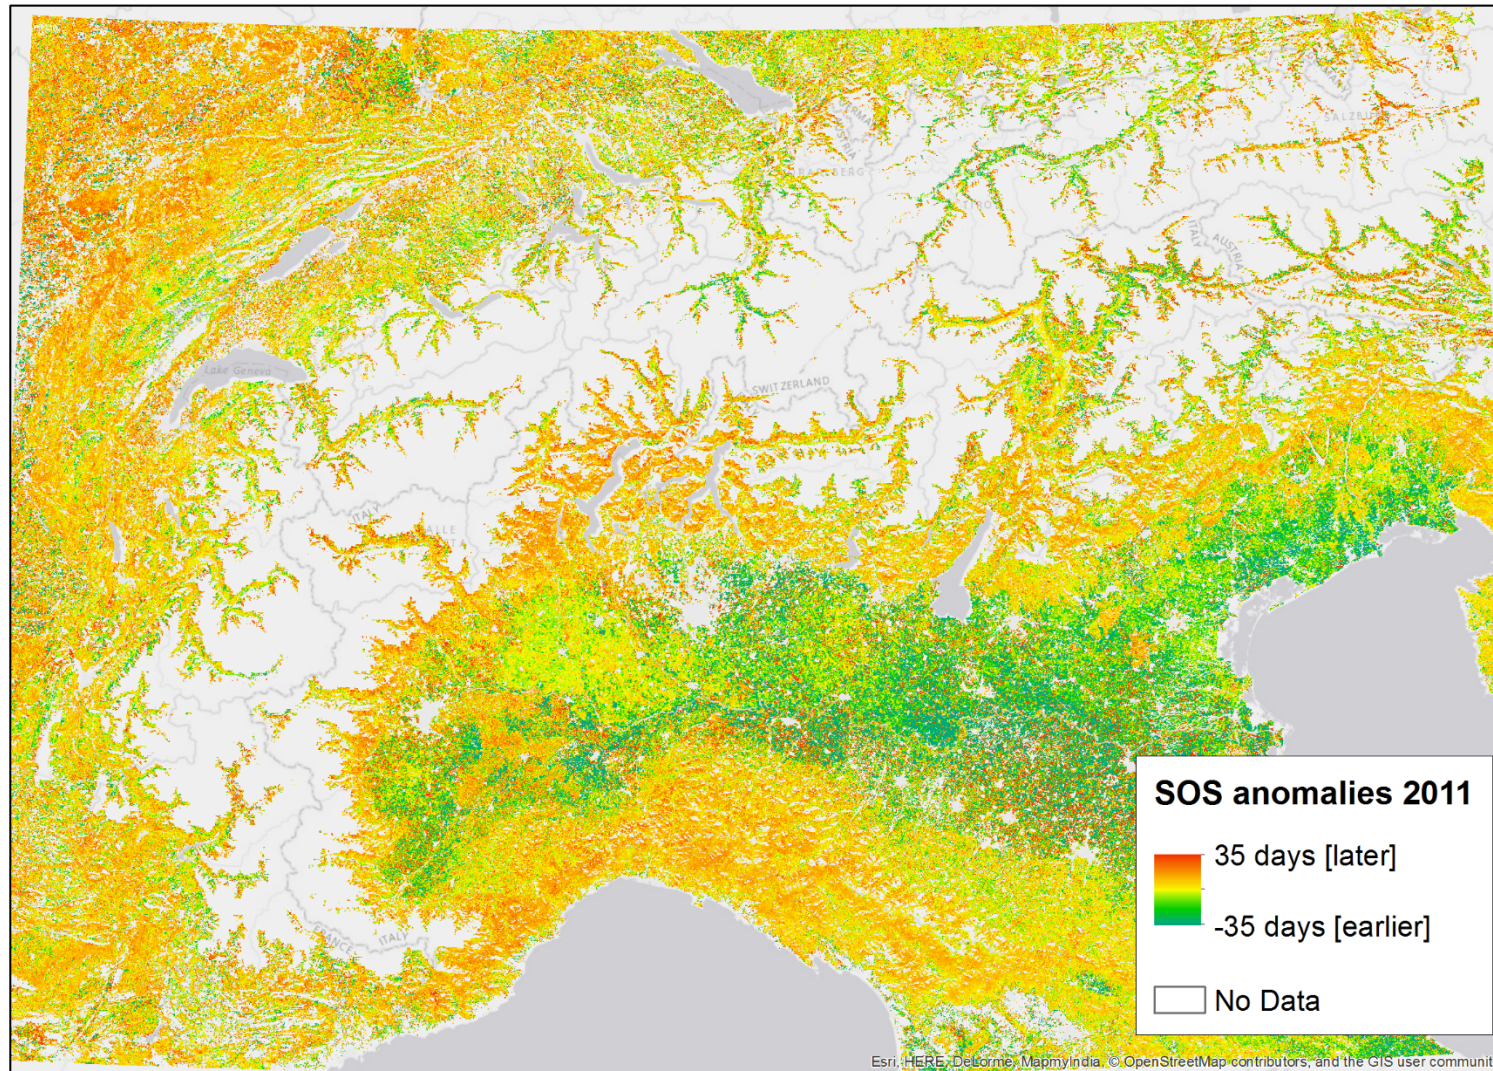 SALZBURG
ITALY
AUSTRIA
Lake Geneva
SWITZERLAND
ITALY
FRANCE
ITALY
SOS anomalies 2011
35 days [later]
-35 days [earlier]
No Data
Esri, HERE, DeLorme, MapmyIndia, © OpenStreetMap contributors, and the GIS user communit